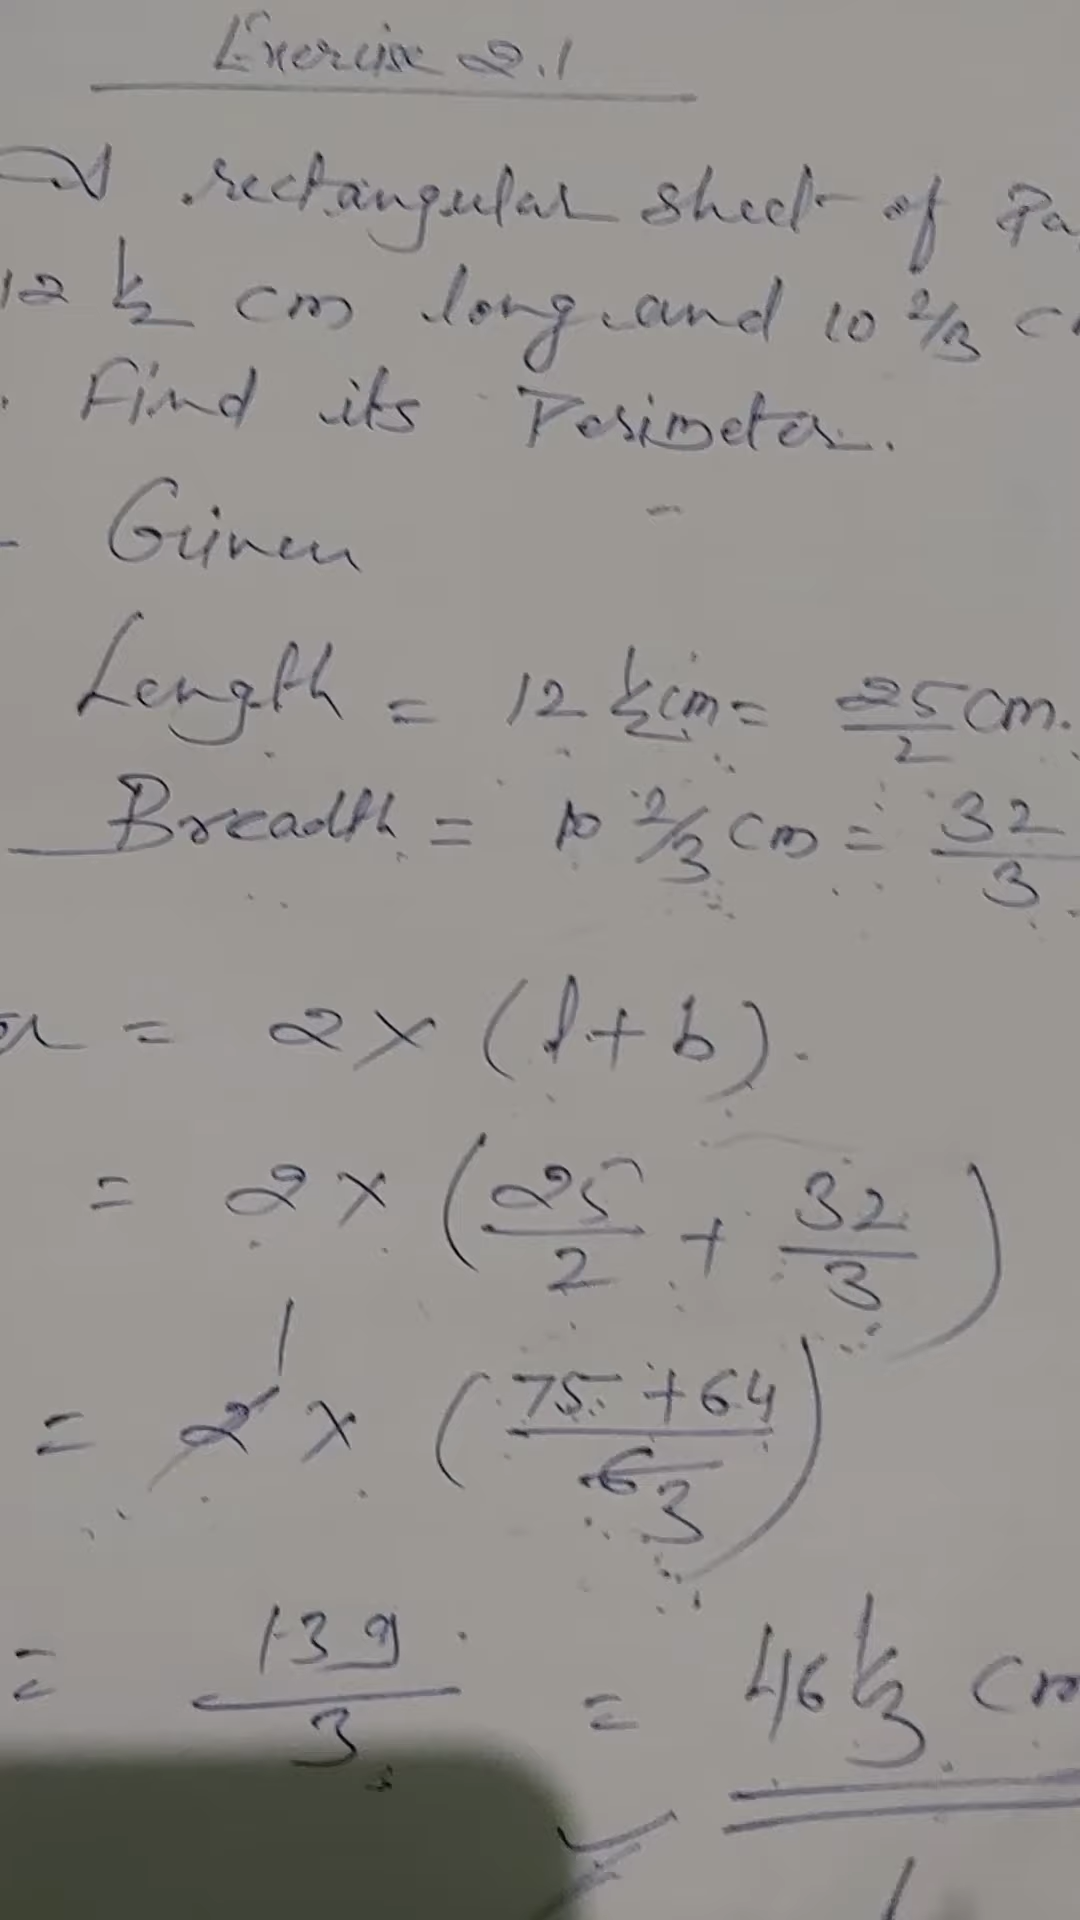 Exercise 2.1
A rectangular sheet of Pa
12 1/2 cm long and 10 2/3 c
. Find its Perimeter.
- Given
Length = 12 1/2 cm = 25/2 cm.
Breadth = 10 2/3 cm = 32/3
= 2 × (l + b).
= 2 × (25/2 + 32/3)
1
= 2 × (75 + 64 / 6 3)
= 139/3 = 46 1/3 cm